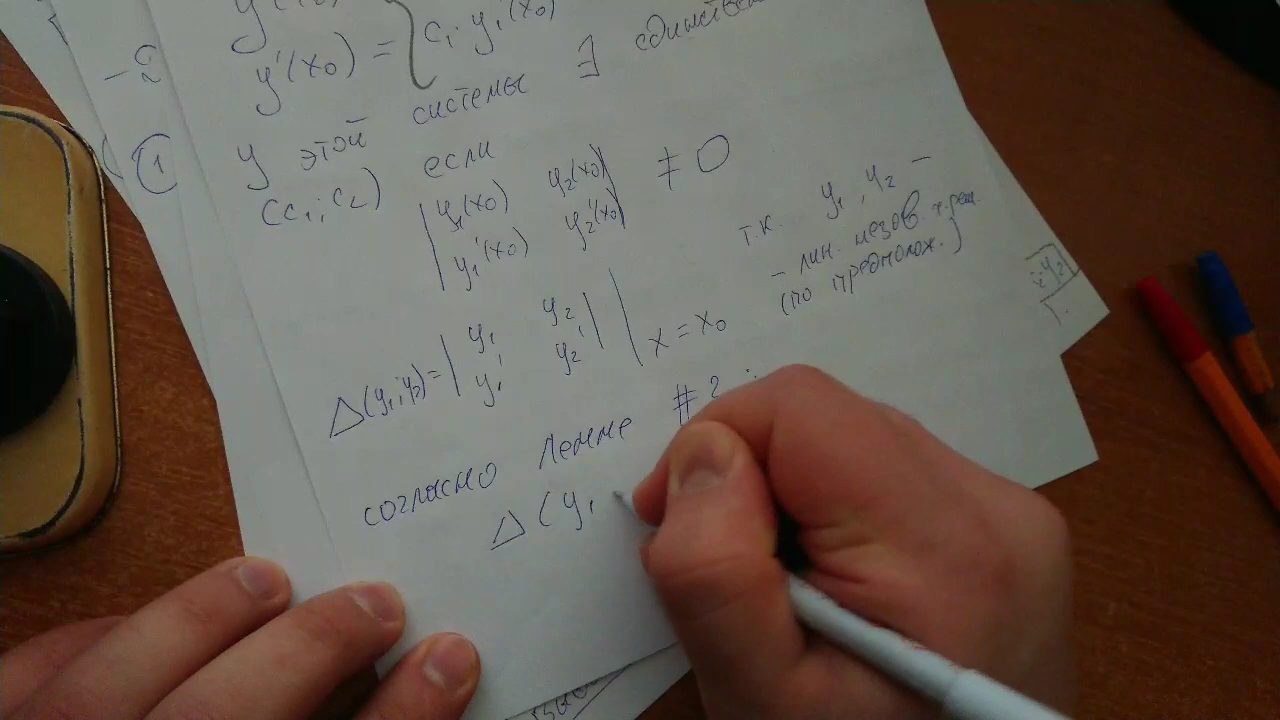 y'(x₀) = { c₁ y₁'(x₀)
У этой системы ∃
(c₁; c₂) если
| y₁(x₀) y₂(x₀) | ≠ 0
| y₁'(x₀) y₂'(x₀) |
т.к. y₁, y₂ –
– лин. незав. ч. реш.
(по предполож.)
Δ(y₁; y₂) = | y₁ y₂ | | x = x₀
| y₁' y₂' |
согласно Лемме # 2 :
Δ (y₁
①